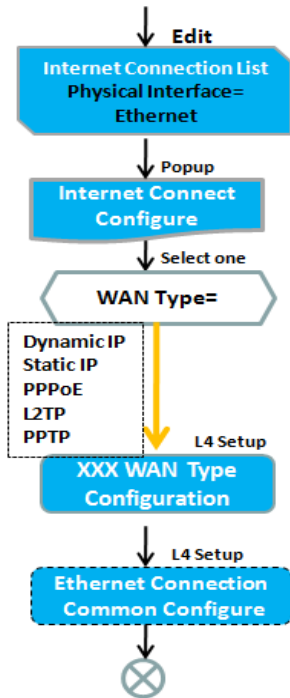 Edit
Internet Connection List
Physical Interface=
Ethernet
Popup
Internet Connect
Configure
Select one
WAN Type=
Dynamic IP
Static IP
PPPoE
L2TP
PPTP
L4 Setup
XXX WAN Type
Configuration
L4 Setup
Ethernet Connection
Common Configure